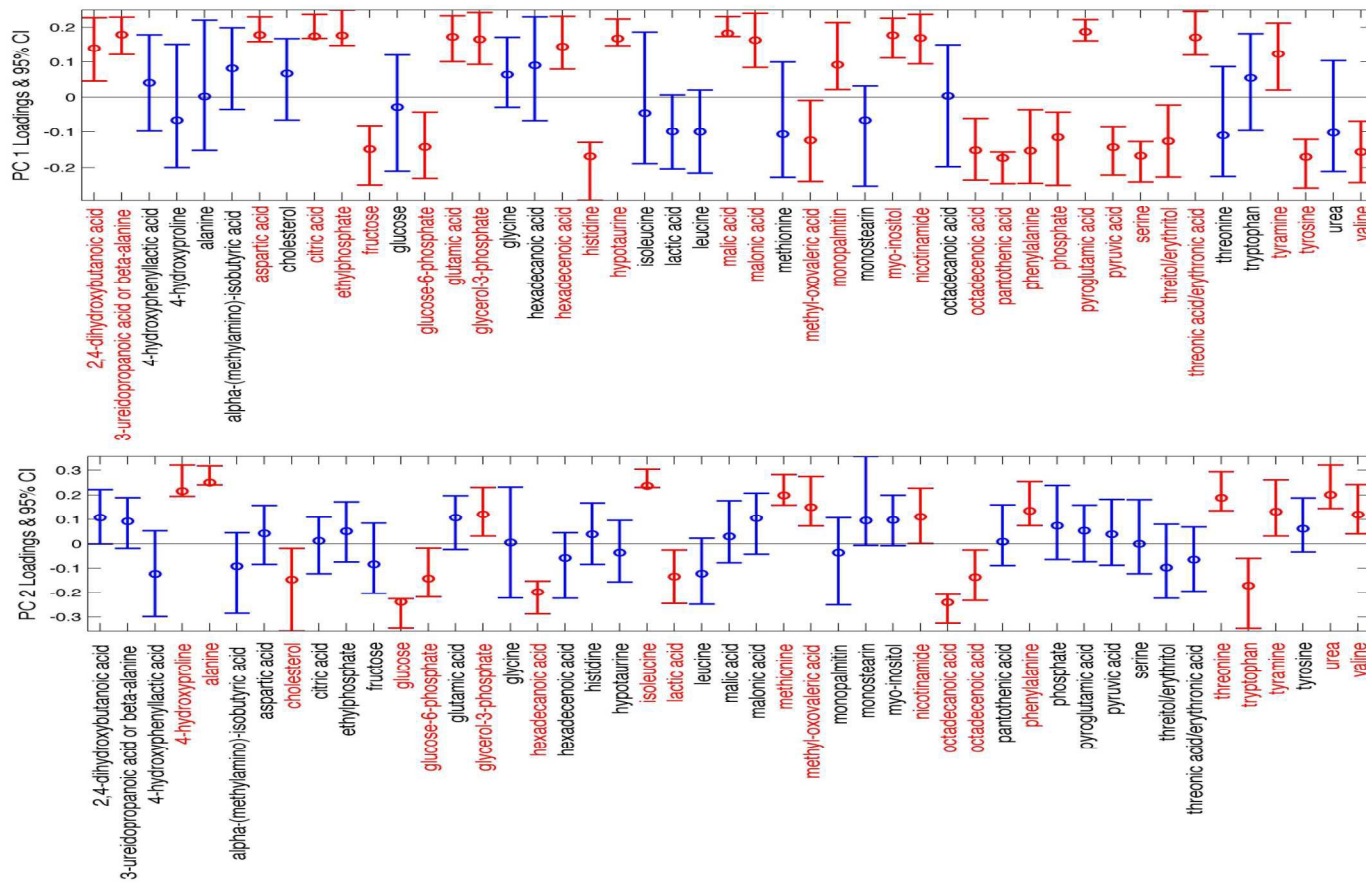 PC 1 Loadings & 95% CI
0.2
0.1
0
-0.1
-0.2
2,4-dihydroxybutanoic acid
3-ureidopropanoic acid or beta-alanine
4-hydroxyphenyllactic acid
4-hydroxyproline
alanine
alpha-(methylamino)-isobutyric acid
aspartic acid
cholesterol
citric acid
ethylphosphate
fructose
glucose
glucose-6-phosphate
glutamic acid
glycerol-3-phosphate
glycine
hexadecanoic acid
hexadecenoic acid
histidine
hypotaurine
isoleucine
lactic acid
leucine
malic acid
malonic acid
methionine
methyl-oxovaleric acid
monopalmitin
monostearin
myo-inositol
nicotinamide
octadecanoic acid
octadecenoic acid
pantothenic acid
phenylalanine
phosphate
pyroglutamic acid
pyruvic acid
serine
threitol/erythritol
threonic acid/erythronic acid
threonine
tryptophan
tyramine
tyrosine
urea
valine
PC 2 Loadings & 95% CI
0.3
0.2
0.1
0
-0.1
-0.2
-0.3
2,4-dihydroxybutanoic acid
3-ureidopropanoic acid or beta-alanine
4-hydroxyphenyllactic acid
4-hydroxyproline
alanine
alpha-(methylamino)-isobutyric acid
aspartic acid
cholesterol
citric acid
ethylphosphate
fructose
glucose
glucose-6-phosphate
glutamic acid
glycerol-3-phosphate
glycine
hexadecanoic acid
hexadecenoic acid
histidine
hypotaurine
isoleucine
lactic acid
leucine
malic acid
malonic acid
methionine
methyl-oxovaleric acid
monopalmitin
monostearin
myo-inositol
nicotinamide
octadecanoic acid
octadecenoic acid
pantothenic acid
phenylalanine
phosphate
pyroglutamic acid
pyruvic acid
serine
threitol/erythritol
threonic acid/erythronic acid
threonine
tryptophan
tyramine
tyrosine
urea
valine